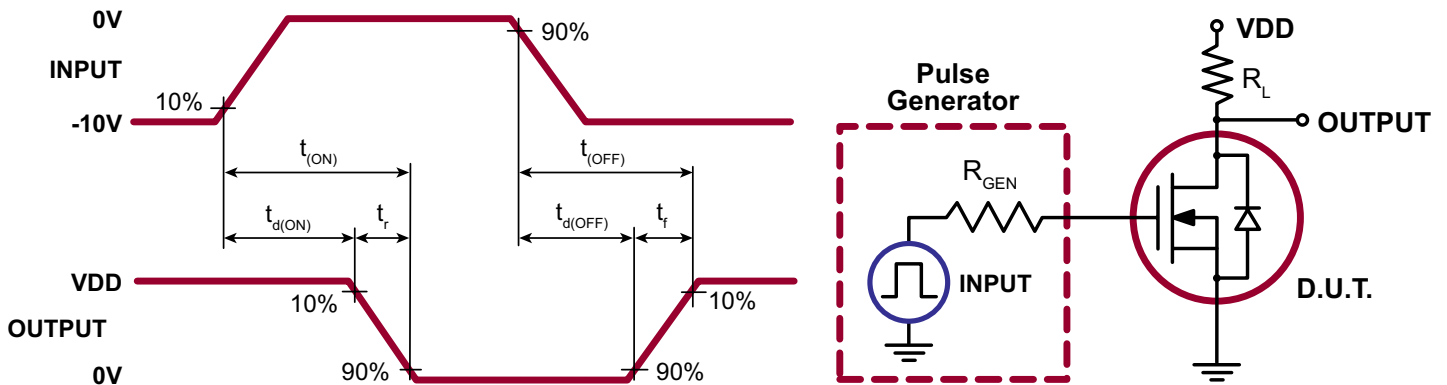 0V
INPUT
-10V
10%
90%
t(ON)
t(OFF)
td(ON)
tr
td(OFF)
tf
VDD
OUTPUT
0V
10%
90%
10%
90%
Pulse
Generator
RGEN
INPUT
VDD
RL
OUTPUT
D.U.T.